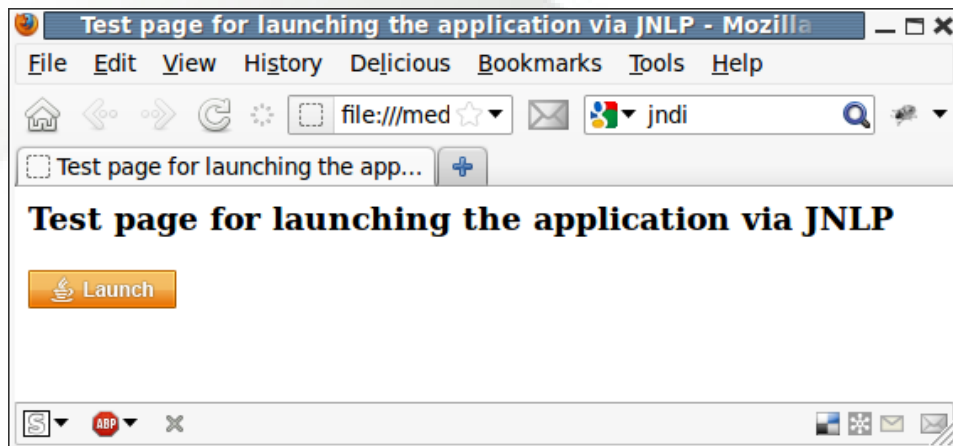 Test page for launching the application via JNLP - Mozilla
File Edit View History Delicious Bookmarks Tools Help
file:///med jndi
Test page for launching the app...
Test page for launching the application via JNLP
Launch
S ABP